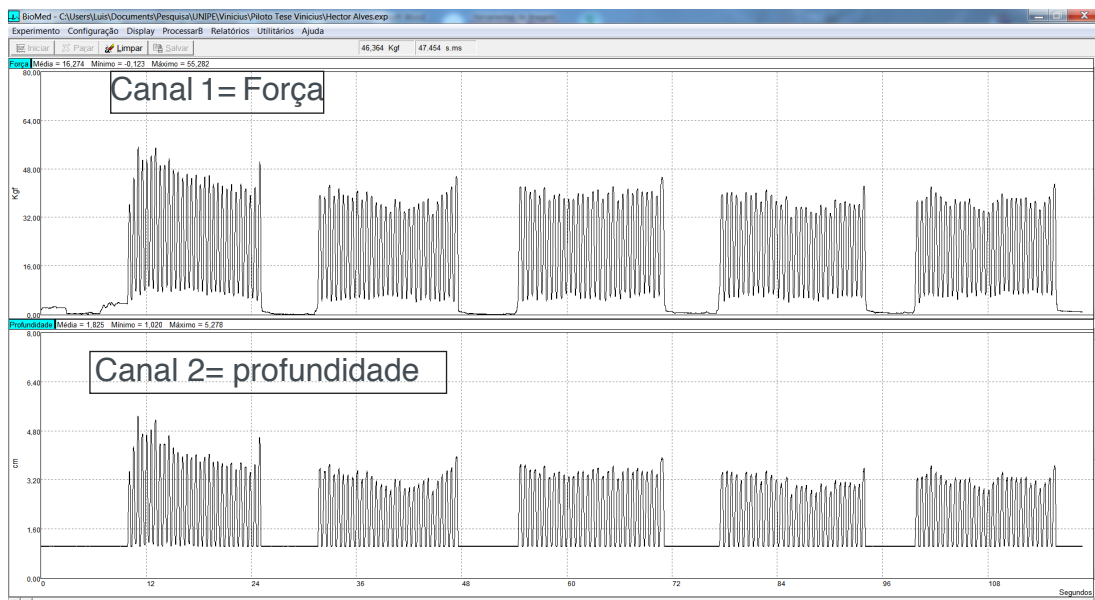 BioMed - C:\Users\Luis\Documents\Pesquisa\UNIPE\Vinicius\Piloto Tese Vinicius\Hector Alves.exp
Experimento Configuração Display ProcessarB Relatórios Utilitários Ajuda
Iniciar Parar Limpar Salvar 46,364 Kgf 47.454 s.ms
Força Média = 16,274 Mínimo = -0,123 Máximo = 55,282
80,00
Canal 1= Força
64,00
48,00
Kgf
32,00
16,00
0,00
Profundidade Média = 1,825 Mínimo = 1,020 Máximo = 5,278
8,00
Canal 2= profundidade
6,40
4,80
cm
3,20
1,60
0,00
0 12 24 36 48 60 72 84 96 108
Segundos